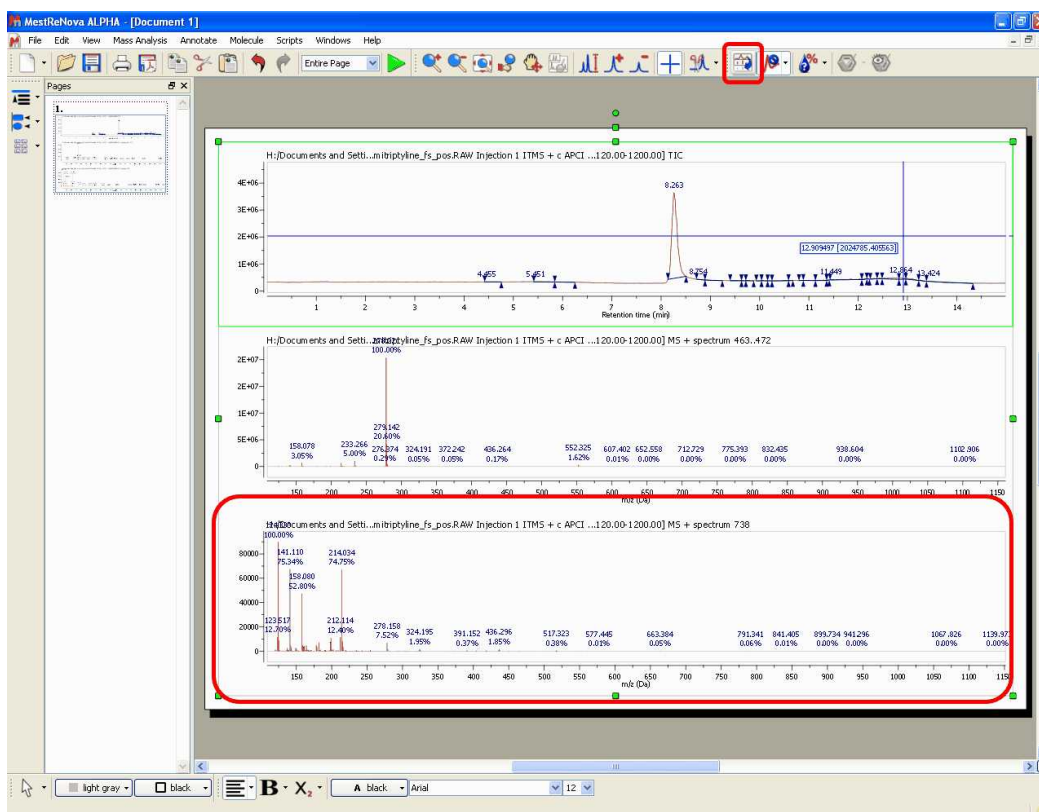 MestReNova ALPHA - [Document 1]
File Edit View Mass Analysis Annotate Molecule Scripts Windows Help
Entire Page
Pages
1.
H:/Documents and Setti...mitriptyline_fs_pos.RAW Injection 1 ITMS + c APCI ...120.00-1200.00] TIC
8.263
4E+06
3E+06
2E+06
12.909497 [2024785.405563]
1E+06
4.455 5.451 8.754 11.449 12.864 13.424
0
1 2 3 4 5 6 7 8 9 10 11 12 13 14
Retention time (min)
H:/Documents and Setti... _fs_pos.RAW Injection 1 ITMS + c APCI ...120.00-1200.00] MS + spectrum 463..472
100.00%
2E+07
2E+07
1E+07
279.142
5E+06 20.60%
158.078 233.266 276.874 324.191 372.242 436.264 552.325 607.402 652.558 712.729 775.393 832.435 938.604 1102.906
3.05% 5.00% 0.29% 0.05% 0.05% 0.17% 1.62% 0.01% 0.00% 0.00% 0.00% 0.00% 0.00% 0.00%
0
150 200 250 300 350 400 450 500 550 600 650 700 750 800 850 900 950 1000 1050 1100 1150
m/z (Da)
and Setti...mitriptyline_fs_pos.RAW Injection 1 ITMS + c APCI ...120.00-1200.00] MS + spectrum 738
100.00%
80000 141.110 214.034
75.34% 74.75%
60000 158.080
52.80%
40000
20000 123.517 212.114 278.158 324.195 391.152 436.296 517.323 577.445 663.384 791.341 841.405 899.734 941.296 1067.826
12.70% 12.40% 7.52% 1.95% 0.37% 1.85% 0.38% 0.01% 0.05% 0.06% 0.01% 0.00% 0.00% 0.00% 0.00%
0
150 200 250 300 350 400 450 500 550 600 650 700 750 800 850 900 950 1000 1050 1100
m/z (Da)
light gray black B X2 A black Arial 12